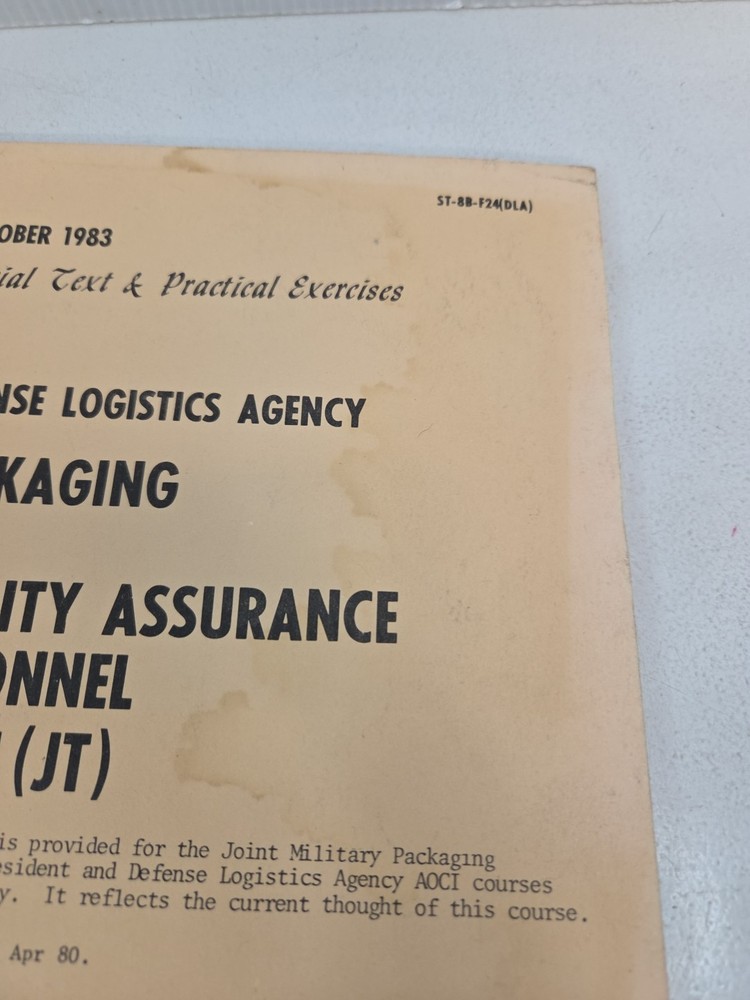 ST-8B-F24(DLA)
OBER 1983
ial Text & Practical Exercises
NSE LOGISTICS AGENCY
KAGING
ITY ASSURANCE
ONNEL
(JT)
is provided for the Joint Military Packaging
esident and Defense Logistics Agency AOCI courses
y. It reflects the current thought of this course.
Apr 80.